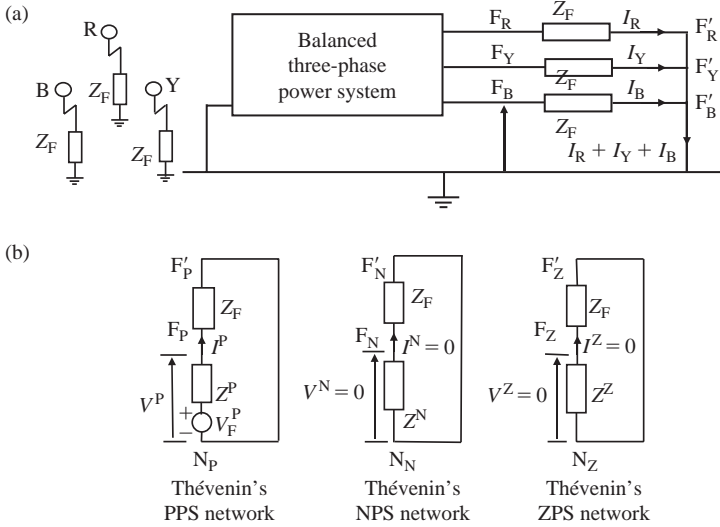 (a)
R
Z_F
B
Z_F
Y
Z_F
Balanced
three-phase
power system
F_R
Z_F
I_R
F′_R
F_Y
Z_F
I_Y
F′_Y
F_B
Z_F
I_B
F′_B
I_R + I_Y + I_B
(b)
F′_P
Z_F
F_P
I^P
V^P
Z^P
+
−
V_F^P
N_P
Thévenin's
PPS network
F′_N
Z_F
F_N
I^N = 0
V^N = 0
Z^N
N_N
Thévenin's
NPS network
F′_Z
Z_F
F_Z
I^Z = 0
V^Z = 0
Z^Z
N_Z
Thévenin's
ZPS network